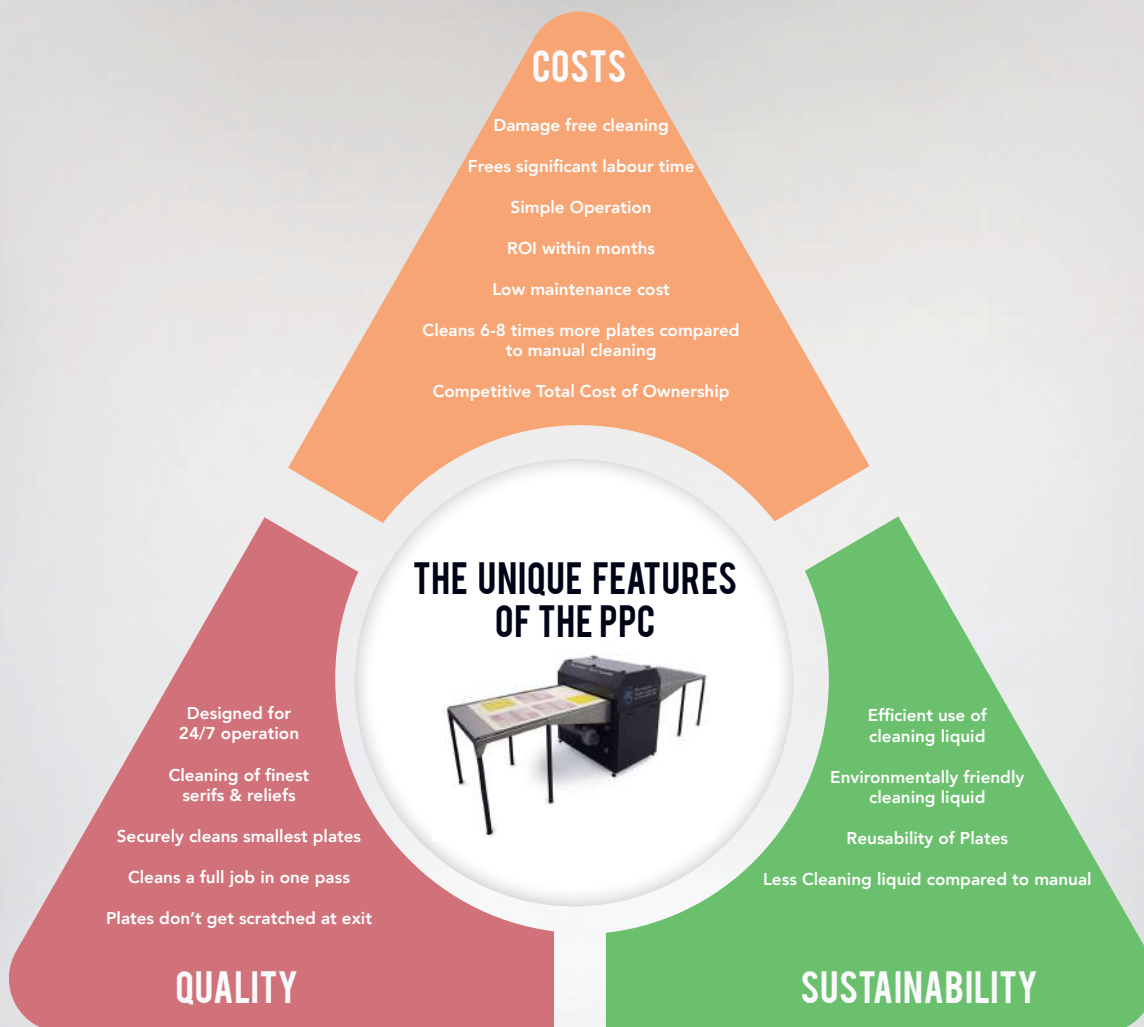 COSTS
Damage free cleaning
Frees significant labour time
Simple Operation
ROI within months
Low maintenance cost
Cleans 6-8 times more plates compared
to manual cleaning
Competitive Total Cost of Ownership
THE UNIQUE FEATURES
OF THE PPC
Designed for
24/7 operation
Cleaning of finest
serifs & reliefs
Securely cleans smallest plates
Cleans a full job in one pass
Plates don’t get scratched at exit
QUALITY
Efficient use of
cleaning liquid
Environmentally friendly
cleaning liquid
Reusability of Plates
Less Cleaning liquid compared to manual
SUSTAINABILITY